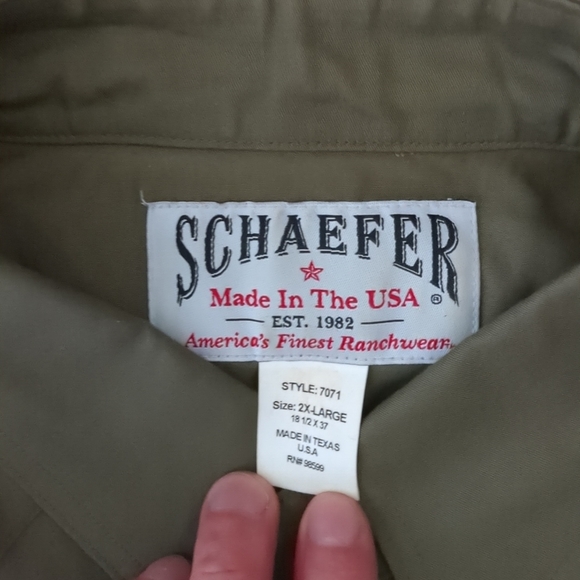 SCHAEFER
Made In The USA ®
EST. 1982
America's Finest Ranchwear
STYLE: 7071
Size: 2X-LARGE
18 1/2 X 37
MADE IN TEXAS
U.S.A
RN# 98599